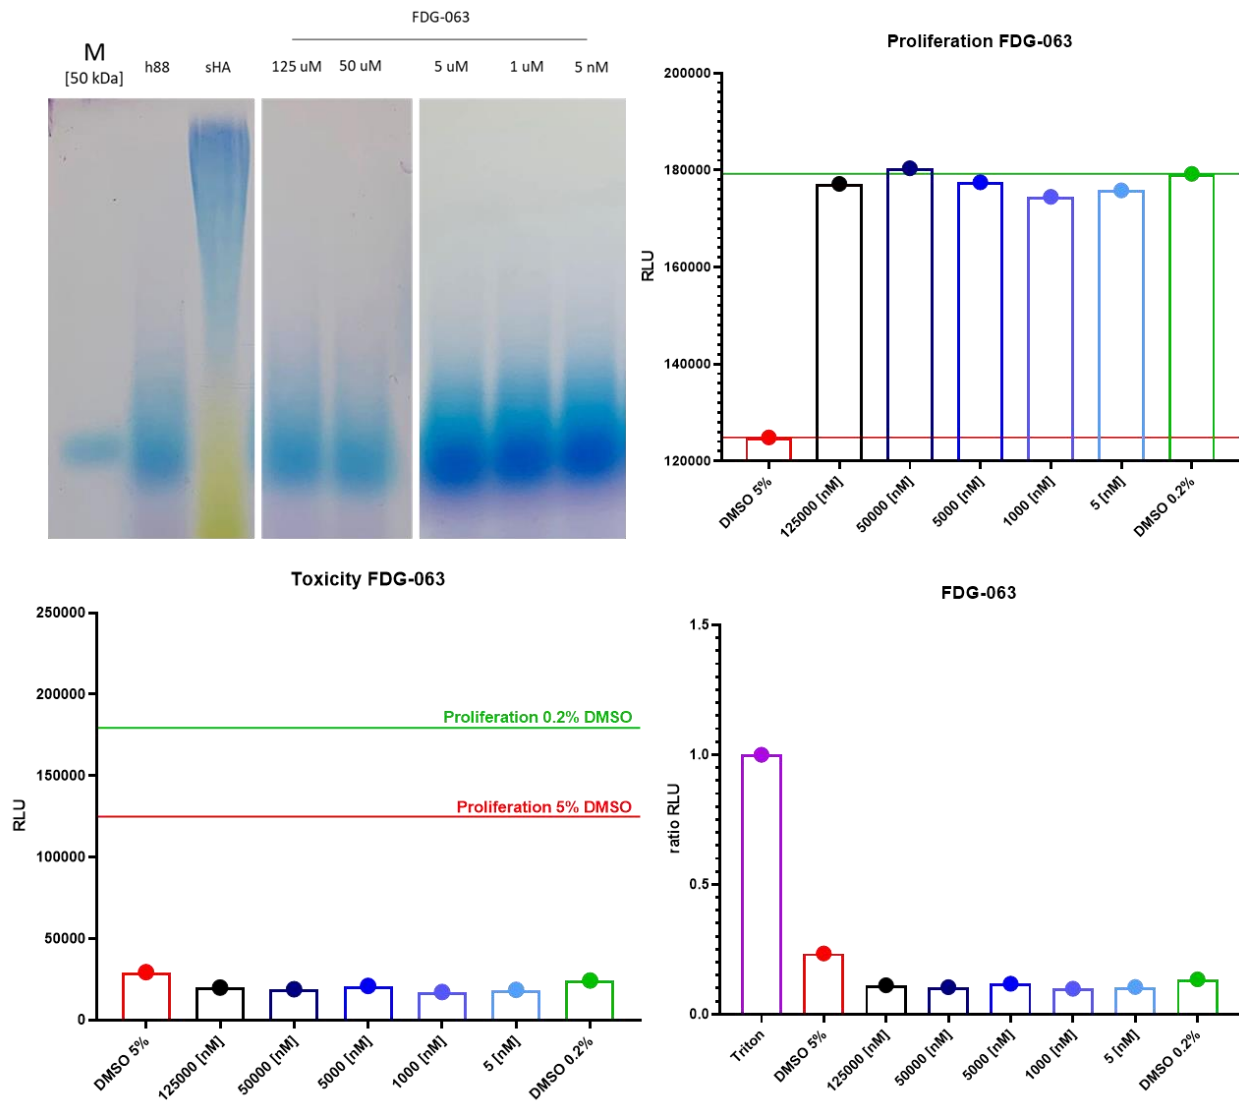 FDG-063
M
[50 kDa]
h88
sHA
125 uM
50 uM
5 uM
1 uM
5 nM
Proliferation FDG-063
200000
180000
160000
140000
120000
RLU
DMSO 5%
125000 [nM]
50000 [nM]
5000 [nM]
1000 [nM]
5 [nM]
DMSO 0.2%
Toxicity FDG-063
250000
200000
150000
100000
50000
0
RLU
Proliferation 0.2% DMSO
Proliferation 5% DMSO
DMSO 5%
125000 [nM]
50000 [nM]
5000 [nM]
1000 [nM]
5 [nM]
DMSO 0.2%
FDG-063
1.5
1.0
0.5
0.0
ratio RLU
Triton
DMSO 5%
125000 [nM]
50000 [nM]
5000 [nM]
1000 [nM]
5 [nM]
DMSO 0.2%